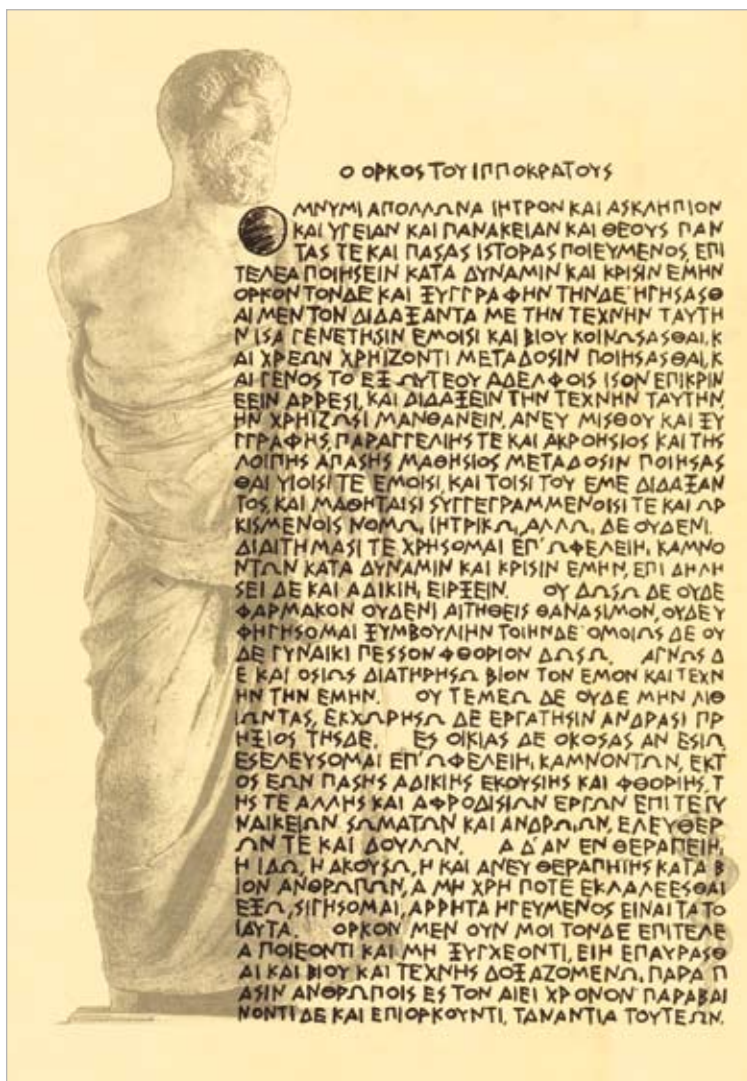 Ο ΟΡΚΟΣ ΤΟΥ ΙΠΠΟΚΡΑΤΟΥΣ
ΟΜΝΥΜΙ ΑΠΟΛΛΩΝΑ ΙΗΤΡΟΝ ΚΑΙ ΑΣΚΛΗΠΙΟΝ
ΚΑΙ ΥΓΕΙΑΝ ΚΑΙ ΠΑΝΑΚΕΙΑΝ ΚΑΙ ΘΕΟΥΣ ΠΑΝ
ΤΑΣ ΤΕ ΚΑΙ ΠΑΣΑΣ ΙΣΤΟΡΑΣ ΠΟΙΕΥΜΕΝΟΣ, ΕΠΙ
ΤΕΛΕΑ ΠΟΙΗΣΕΙΝ ΚΑΤΑ ΔΥΝΑΜΙΝ ΚΑΙ ΚΡΙΣΙΝ ΕΜΗΝ
ΟΡΚΟΝ ΤΟΝΔΕ ΚΑΙ ΞΥΓΓΡΑΦΗΝ ΤΗΝΔΕ ΗΓΗΣΑΣΘ
ΑΙ ΜΕΝ ΤΟΝ ΔΙΔΑΞΑΝΤΑ ΜΕ ΤΗΝ ΤΕΧΝΗΝ ΤΑΥΤΗ
Ν ΙΣΑ ΓΕΝΕΤΗΣΙΝ ΕΜΟΙΣΙ ΚΑΙ ΒΙΟΥ ΚΟΙΝΩΣΑΣΘΑΙ, Κ
ΑΙ ΧΡΕΩΝ ΧΡΗΙΖΟΝΤΙ ΜΕΤΑΔΟΣΙΝ ΠΟΙΗΣΑΣΘΑΙ, Κ
ΑΙ ΓΕΝΟΣ ΤΟ ΕΞ ΩΥΤΕΟΥ ΑΔΕΛΦΟΙΣ ΙΣΟΝ ΕΠΙΚΡΙΝ
ΕΕΙΝ ΑΡΡΕΣΙ, ΚΑΙ ΔΙΔΑΞΕΙΝ ΤΗΝ ΤΕΧΝΗΝ ΤΑΥΤΗΝ,
ΗΝ ΧΡΗΙΖΩΣΙ ΜΑΝΘΑΝΕΙΝ, ΑΝΕΥ ΜΙΣΘΟΥ ΚΑΙ ΞΥ
ΓΓΡΑΦΗΣ, ΠΑΡΑΓΓΕΛΙΗΣ ΤΕ ΚΑΙ ΑΚΡΟΗΣΙΟΣ ΚΑΙ ΤΗΣ
ΛΟΙΠΗΣ ΑΠΑΣΗΣ ΜΑΘΗΣΙΟΣ ΜΕΤΑΔΟΣΙΝ ΠΟΙΗΣΑΣ
ΘΑΙ ΥΙΟΙΣΙ ΤΕ ΕΜΟΙΣΙ, ΚΑΙ ΤΟΙΣΙ ΤΟΥ ΕΜΕ ΔΙΔΑΞΑΝ
ΤΟΣ, ΚΑΙ ΜΑΘΗΤΑΙΣΙ ΣΥΓΓΕΓΡΑΜΜΕΝΟΙΣΙ ΤΕ ΚΑΙ ΩΡ
ΚΙΣΜΕΝΟΙΣ ΝΟΜΩι ΙΗΤΡΙΚΩι, ΑΛΛΩι ΔΕ ΟΥΔΕΝΙ.
ΔΙΑΙΤΗΜΑΣΙ ΤΕ ΧΡΗΣΟΜΑΙ ΕΠ' ΩΦΕΛΕΙΗι ΚΑΜΝΟ
ΝΤΩΝ ΚΑΤΑ ΔΥΝΑΜΙΝ ΚΑΙ ΚΡΙΣΙΝ ΕΜΗΝ, ΕΠΙ ΔΗΛΗ
ΣΕΙ ΔΕ ΚΑΙ ΑΔΙΚΙΗι ΕΙΡΞΕΙΝ. ΟΥ ΔΩΣΩ ΔΕ ΟΥΔΕ
ΦΑΡΜΑΚΟΝ ΟΥΔΕΝΙ ΑΙΤΗΘΕΙΣ ΘΑΝΑΣΙΜΟΝ, ΟΥΔΕ Υ
ΦΗΓΗΣΟΜΑΙ ΞΥΜΒΟΥΛΙΗΝ ΤΟΙΗΝΔΕ ΟΜΟΙΩΣ ΔΕ ΟΥ
ΔΕ ΓΥΝΑΙΚΙ ΠΕΣΣΟΝ ΦΘΟΡΙΟΝ ΔΩΣΩ. ΑΓΝΩΣ Δ
Ε ΚΑΙ ΟΣΙΩΣ ΔΙΑΤΗΡΗΣΩ ΒΙΟΝ ΤΟΝ ΕΜΟΝ ΚΑΙ ΤΕΧΝ
ΗΝ ΤΗΝ ΕΜΗΝ. ΟΥ ΤΕΜΕΩ ΔΕ ΟΥΔΕ ΜΗΝ ΛΙΘ
ΙΩΝΤΑΣ, ΕΚΧΩΡΗΣΩ ΔΕ ΕΡΓΑΤΗΣΙΝ ΑΝΔΡΑΣΙ ΠΡ
ΗΞΙΟΣ ΤΗΣΔΕ. ΕΣ ΟΙΚΙΑΣ ΔΕ ΟΚΟΣΑΣ ΑΝ ΕΣΙΩ,
ΕΣΕΛΕΥΣΟΜΑΙ ΕΠ' ΩΦΕΛΕΙΗι ΚΑΜΝΟΝΤΩΝ, ΕΚΤ
ΟΣ ΕΩΝ ΠΑΣΗΣ ΑΔΙΚΙΗΣ ΕΚΟΥΣΙΗΣ ΚΑΙ ΦΘΟΡΙΗΣ, Τ
ΗΣ ΤΕ ΑΛΛΗΣ ΚΑΙ ΑΦΡΟΔΙΣΙΩΝ ΕΡΓΩΝ ΕΠΙ ΤΕ ΓΥ
ΝΑΙΚΕΙΩΝ ΣΩΜΑΤΩΝ ΚΑΙ ΑΝΔΡΩΙΩΝ, ΕΛΕΥΘΕΡ
ΩΝ ΤΕ ΚΑΙ ΔΟΥΛΩΝ. Α Δ' ΑΝ ΕΝ ΘΕΡΑΠΕΙΗι
Η ΙΔΩ, Η ΑΚΟΥΣΩ, Η ΚΑΙ ΑΝΕΥ ΘΕΡΑΠΗΙΗΣ ΚΑΤΑ Β
ΙΟΝ ΑΝΘΡΩΠΩΝ, Α ΜΗ ΧΡΗ ΠΟΤΕ ΕΚΛΑΛΕΕΣΘΑΙ
ΕΞΩ, ΣΙΓΗΣΟΜΑΙ, ΑΡΡΗΤΑ ΗΓΕΥΜΕΝΟΣ ΕΙΝΑΙ ΤΑ ΤΟ
ΙΑΥΤΑ. ΟΡΚΟΝ ΜΕΝ ΟΥΝ ΜΟΙ ΤΟΝΔΕ ΕΠΙΤΕΛΕ
Α ΠΟΙΕΟΝΤΙ ΚΑΙ ΜΗ ΞΥΓΧΕΟΝΤΙ, ΕΙΗ ΕΠΑΥΡΑΣΘ
ΑΙ ΚΑΙ ΒΙΟΥ ΚΑΙ ΤΕΧΝΗΣ ΔΟΞΑΖΟΜΕΝΩι ΠΑΡΑ Π
ΑΣΙΝ ΑΝΘΡΩΠΟΙΣ ΕΣ ΤΟΝ ΑΙΕΙ ΧΡΟΝΟΝ ΠΑΡΑΒΑΙ
ΝΟΝΤΙ ΔΕ ΚΑΙ ΕΠΙΟΡΚΟΥΝΤΙ, ΤΑΝΑΝΤΙΑ ΤΟΥΤΕΩΝ.